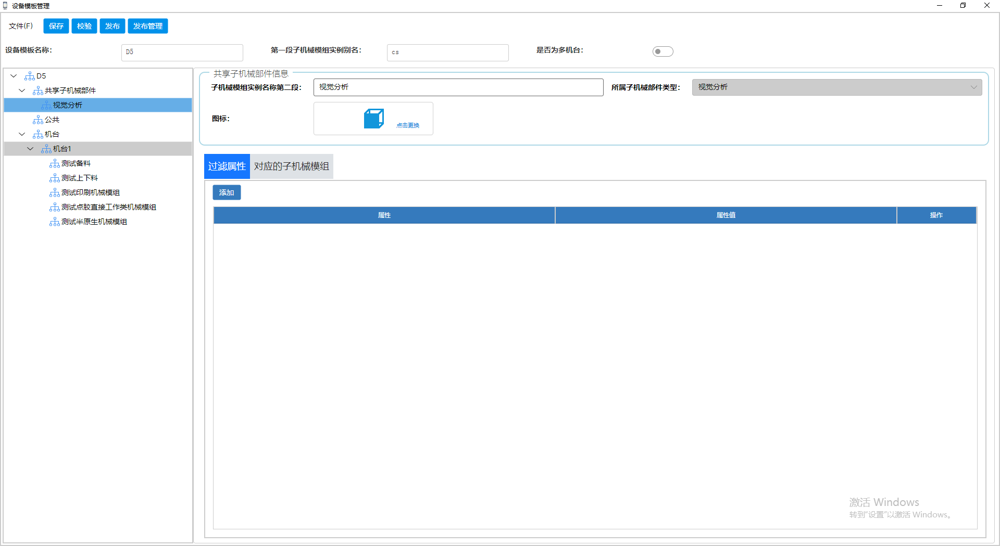 设备模板管理
文件(F) 保存 校验 发布 发布管理
设备模板名称： D5 第一段子机械模组实例别名： cs 是否为多机台：
D5
共享子机械部件
视觉分析
公共
机台
机台1
测试备料
测试上下料
测试印刷机械模组
测试点胶直接工作类机械模组
测试半原生机械模组
共享子机械部件信息
子机械模组实例名称第二段： 视觉分析 所属子机械部件类型： 视觉分析
图标： 点击更换
过滤属性 对应的子机械模组
添加
属性 属性值 操作
激活 Windows
转到"设置"以激活 Windows。